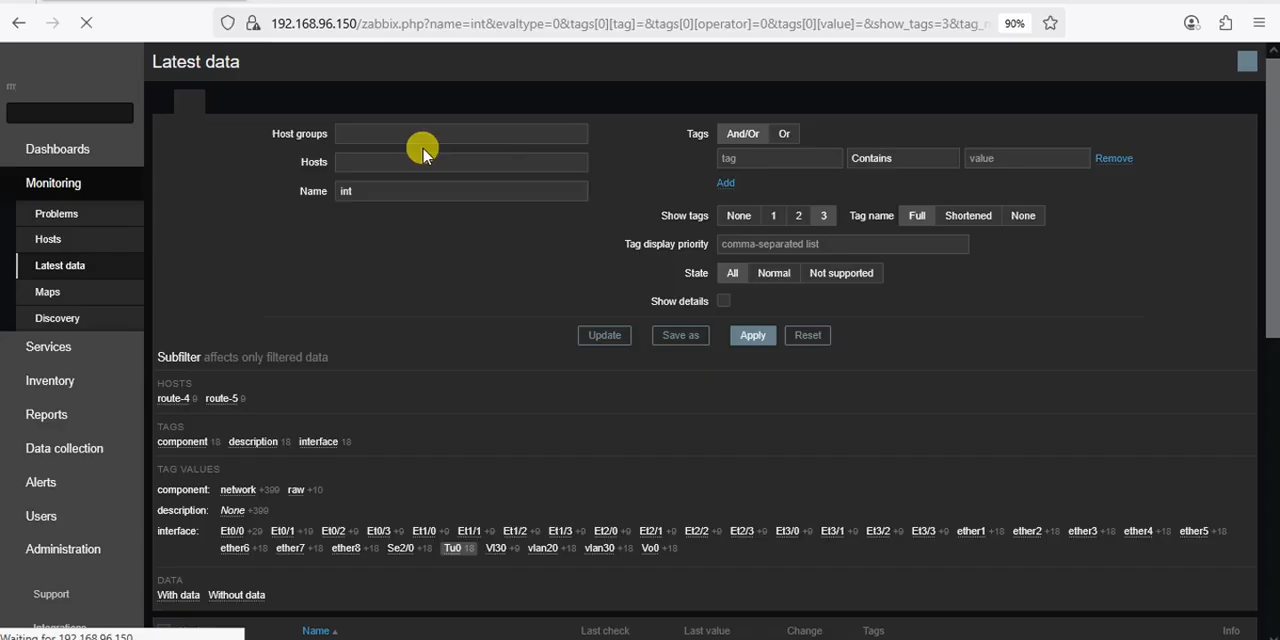 192.168.96.150/zabbix.php?name=int&evaltype=0&tags[0][tag]=&tags[0][operator]=0&tags[0][value]=&show_tags=3&tag_n
90%
Latest data
Dashboards
Monitoring
Problems
Hosts
Latest data
Maps
Discovery
Services
Inventory
Reports
Data collection
Alerts
Users
Administration
Support
Host groups
Hosts
Name int
Tags And/Or Or
tag Contains value Remove
Add
Show tags None 1 2 3 Tag name Full Shortened None
Tag display priority comma-separated list
State All Normal Not supported
Show details
Update Save as Apply Reset
Subfilter affects only filtered data
HOSTS
route-4 9 route-5 9
TAGS
component 18 description 18 interface 18
TAG VALUES
component: network +399 raw +10
description: None +399
interface: Et0/0 +29 Et0/1 +19 Et0/2 +9 Et0/3 +9 Et1/0 +9 Et1/1 +9 Et1/2 +9 Et1/3 +9 Et2/0 +9 Et2/1 +9 Et2/2 +9 Et2/3 +9 Et3/0 +9 Et3/1 +9 Et3/2 +9 Et3/3 +9 ether1 +18 ether2 +18 ether3 +18 ether4 +18 ether5 +18
ether6 +18 ether7 +18 ether8 +18 Se2/0 +18 Tu0 18 Vl30 +9 vlan20 +18 vlan30 +18 Vo0 +18
DATA
With data Without data
Name Last check Last value Change Tags Info
Waiting for 192.168.96.150